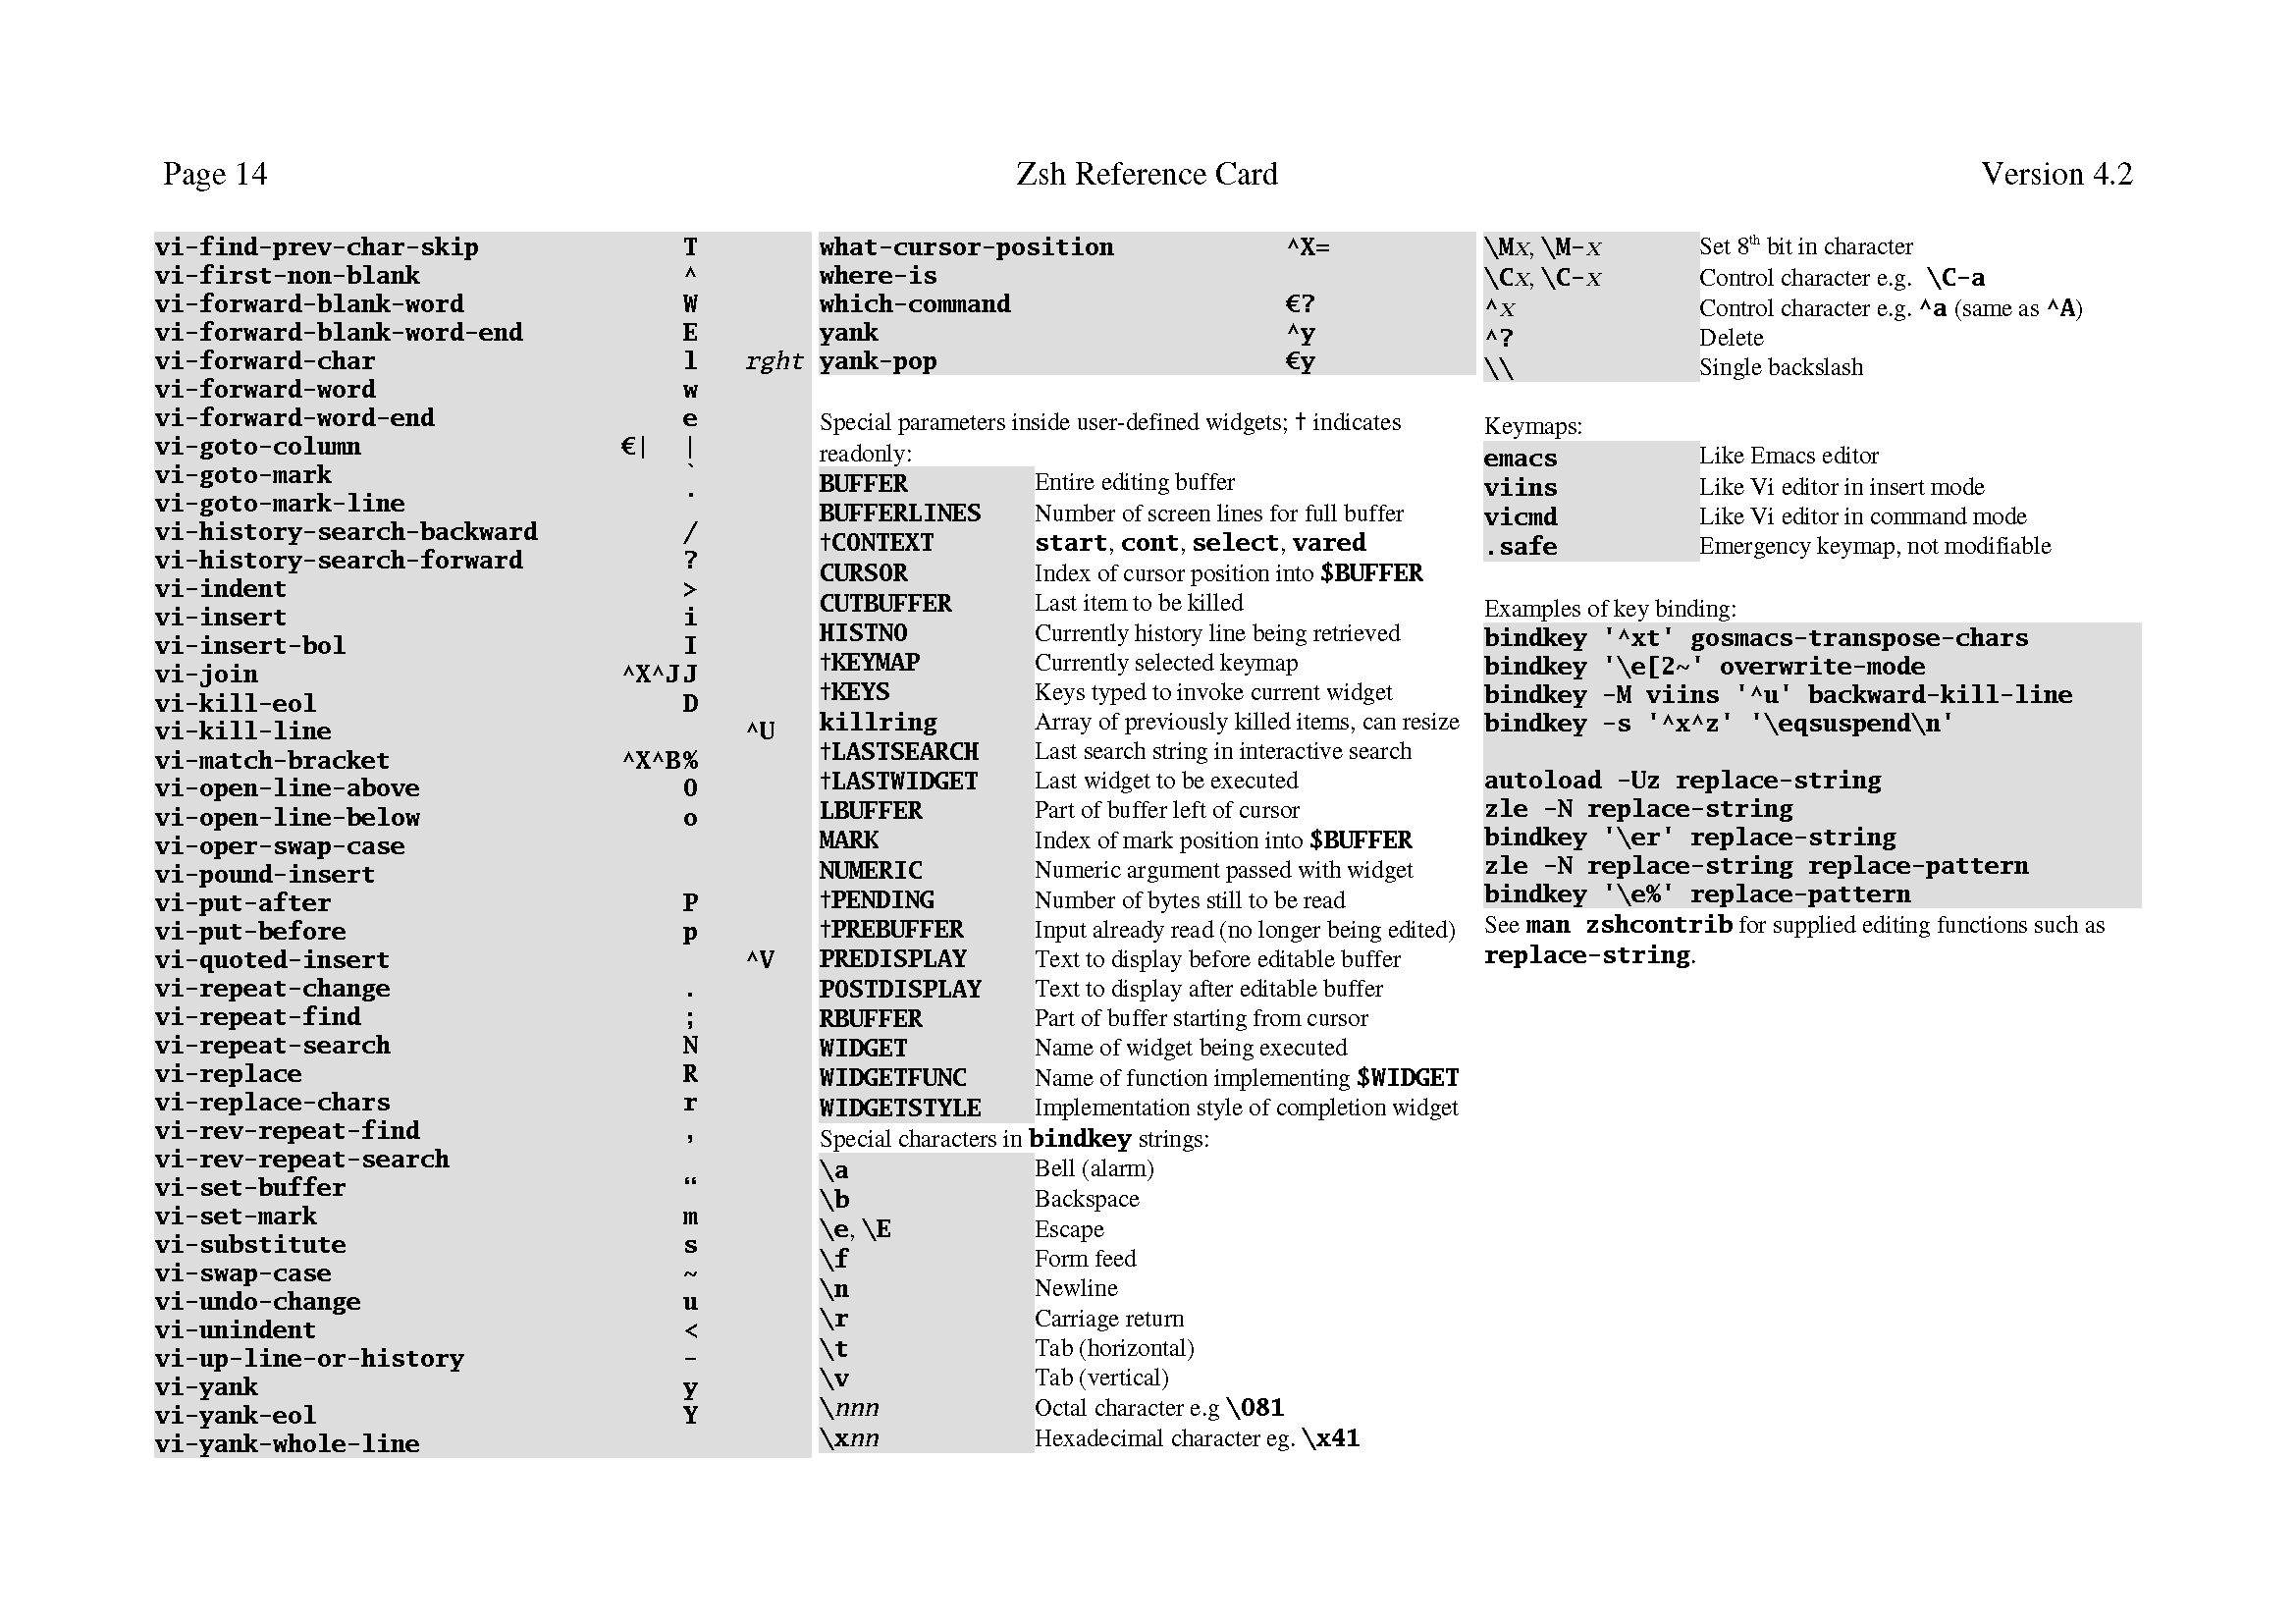 Page 14 Zsh Reference Card Version 4.2
vi-find-prev-char-skip T
vi-first-non-blank ^
vi-forward-blank-word W
vi-forward-blank-word-end E
vi-forward-char l rght
vi-forward-word w
vi-forward-word-end e
vi-goto-column €| |
vi-goto-mark `
vi-goto-mark-line .
vi-history-search-backward /
vi-history-search-forward ?
vi-indent >
vi-insert i
vi-insert-bol I
vi-join ^X^JJ
vi-kill-eol D
vi-kill-line ^U
vi-match-bracket ^X^B%
vi-open-line-above O
vi-open-line-below o
vi-oper-swap-case
vi-pound-insert
vi-put-after P
vi-put-before p
vi-quoted-insert ^V
vi-repeat-change .
vi-repeat-find ;
vi-repeat-search N
vi-replace R
vi-replace-chars r
vi-rev-repeat-find ,
vi-rev-repeat-search
vi-set-buffer “
vi-set-mark m
vi-substitute s
vi-swap-case ~
vi-undo-change u
vi-unindent <
vi-up-line-or-history -
vi-yank y
vi-yank-eol Y
vi-yank-whole-line
what-cursor-position ^X=
where-is
which-command €?
yank ^y
yank-pop €y
Special parameters inside user-defined widgets; † indicates
readonly:
BUFFER Entire editing buffer
BUFFERLINES Number of screen lines for full buffer
†CONTEXT start, cont, select, vared
CURSOR Index of cursor position into $BUFFER
CUTBUFFER Last item to be killed
HISTNO Currently history line being retrieved
†KEYMAP Currently selected keymap
†KEYS Keys typed to invoke current widget
killring Array of previously killed items, can resize
†LASTSEARCH Last search string in interactive search
†LASTWIDGET Last widget to be executed
LBUFFER Part of buffer left of cursor
MARK Index of mark position into $BUFFER
NUMERIC Numeric argument passed with widget
†PENDING Number of bytes still to be read
†PREBUFFER Input already read (no longer being edited)
PREDISPLAY Text to display before editable buffer
POSTDISPLAY Text to display after editable buffer
RBUFFER Part of buffer starting from cursor
WIDGET Name of widget being executed
WIDGETFUNC Name of function implementing $WIDGET
WIDGETSTYLE Implementation style of completion widget
Special characters in bindkey strings:
\a Bell (alarm)
\b Backspace
\e, \E Escape
\f Form feed
\n Newline
\r Carriage return
\t Tab (horizontal)
\v Tab (vertical)
\nnn Octal character e.g \081
\xnn Hexadecimal character eg. \x41
\Mx, \M-x Set 8th bit in character
\Cx, \C-x Control character e.g. \C-a
^x Control character e.g. ^a (same as ^A)
^? Delete
\\ Single backslash
Keymaps:
emacs Like Emacs editor
viins Like Vi editor in insert mode
vicmd Like Vi editor in command mode
.safe Emergency keymap, not modifiable
Examples of key binding:
bindkey '^xt' gosmacs-transpose-chars
bindkey '\e[2~' overwrite-mode
bindkey -M viins '^u' backward-kill-line
bindkey -s '^x^z' '\eqsuspend\n'
autoload -Uz replace-string
zle -N replace-string
bindkey '\er' replace-string
zle -N replace-string replace-pattern
bindkey '\e%' replace-pattern
See man zshcontrib for supplied editing functions such as
replace-string.